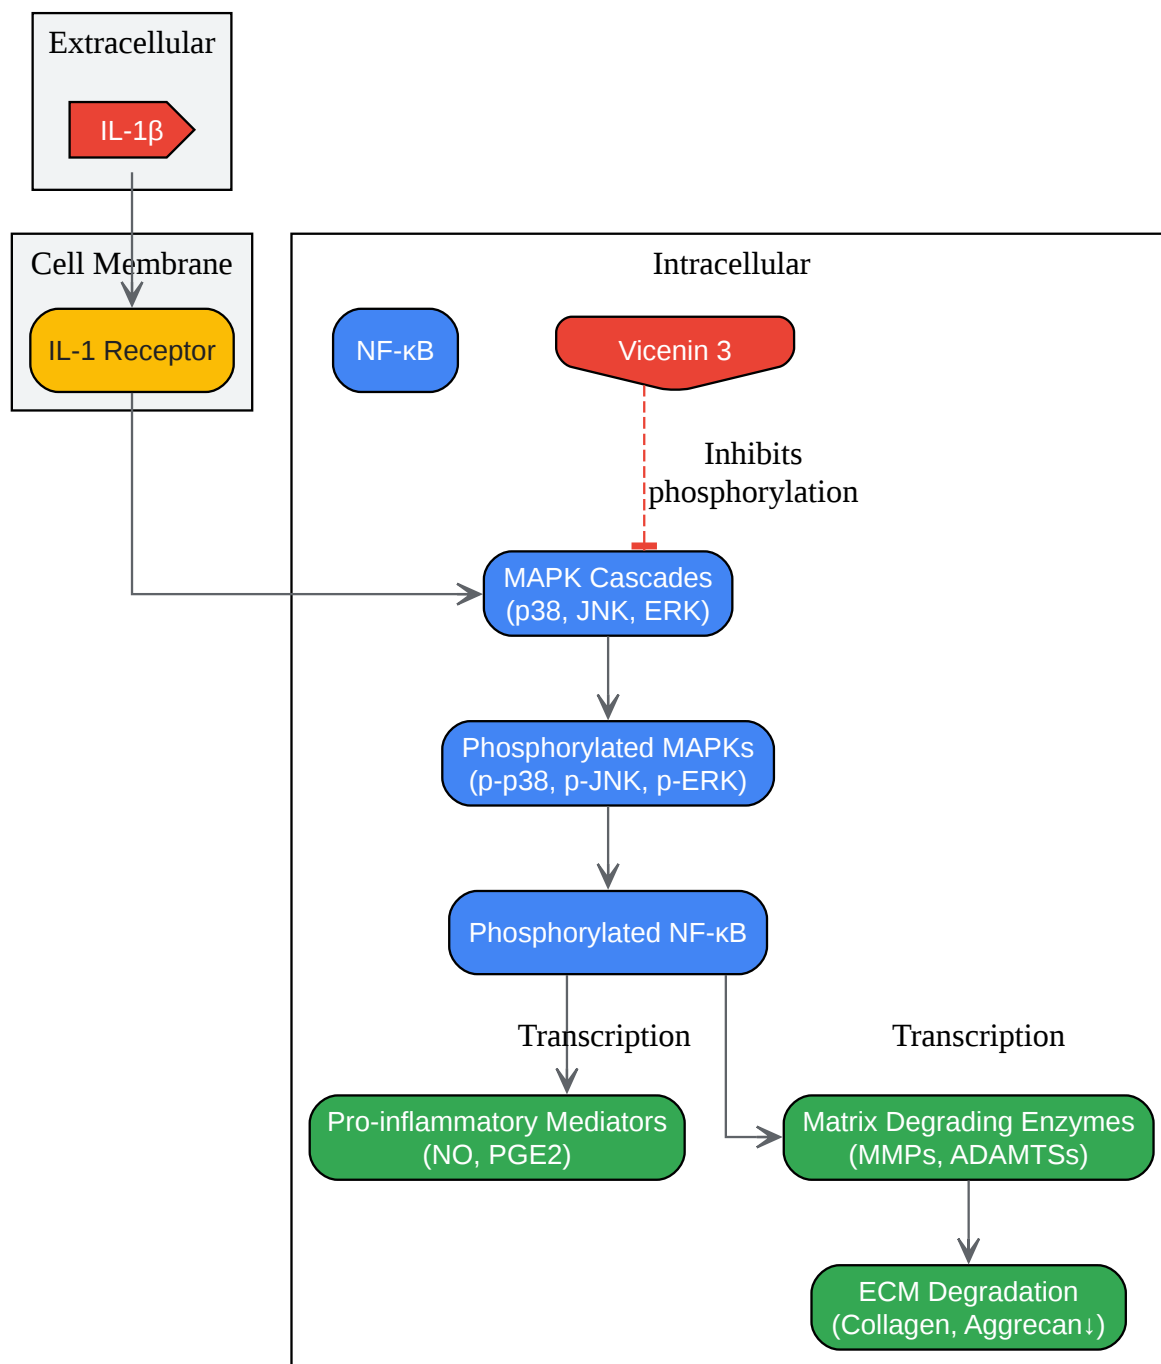 Extracellular
IL-1β
Cell Membrane
IL-1 Receptor
Intracellular
NF-κB
Vicenin 3
Inhibits
phosphorylation
MAPK Cascades
(p38, JNK, ERK)
Phosphorylated MAPKs
(p-p38, p-JNK, p-ERK)
Phosphorylated NF-κB
Transcription
Transcription
Pro-inflammatory Mediators
(NO, PGE2)
Matrix Degrading Enzymes
(MMPs, ADAMTSs)
ECM Degradation
(Collagen, Aggrecan↓)